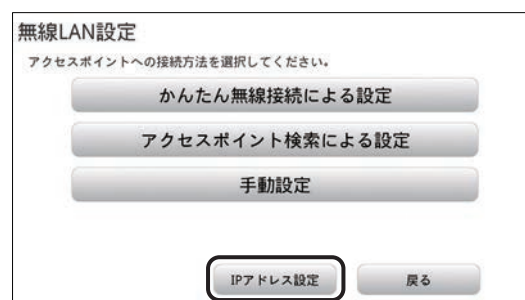 無線LAN設定
アクセスポイントへの接続方法を選択してください。
かんたん無線接続による設定
アクセスポイント検索による設定
手動設定
IPアドレス設定
戻る